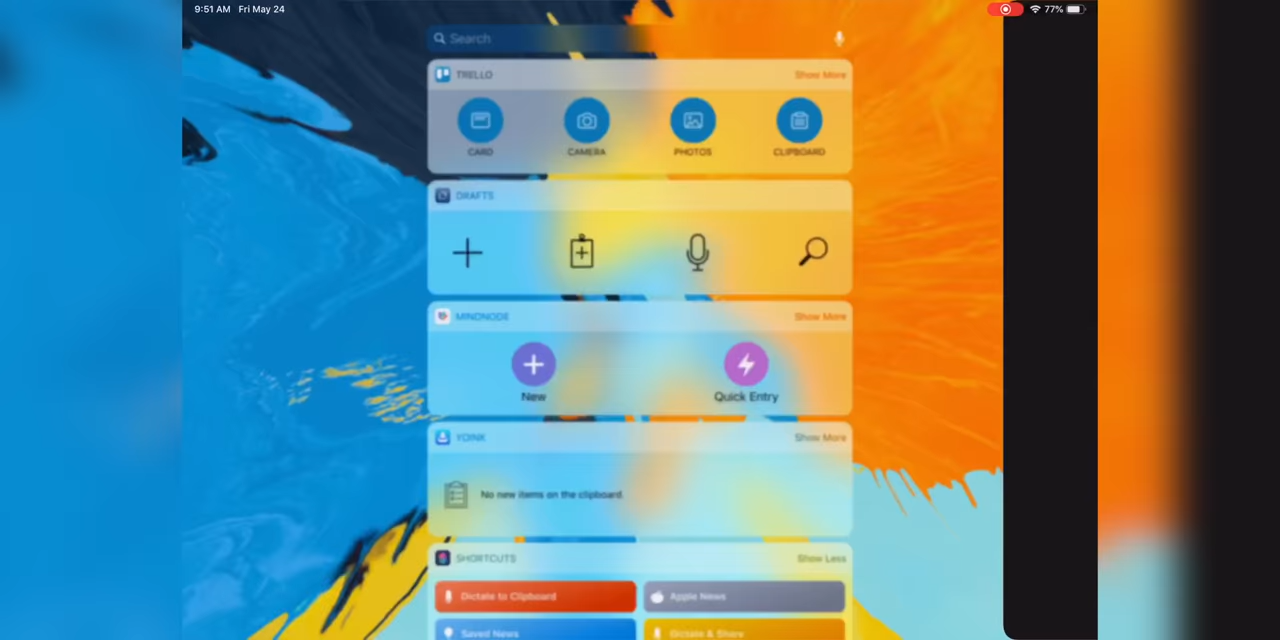 9:51 AM Fri May 24
77%
Search
TRELLO Show More
CARD CAMERA PHOTOS CLIPBOARD
DRAFTS
MINDNODE Show More
New Quick Entry
YOINK Show More
No new items on the clipboard.
SHORTCUTS Show Less
Dictate to Clipboard Apple News
Saved News Dictate & Share